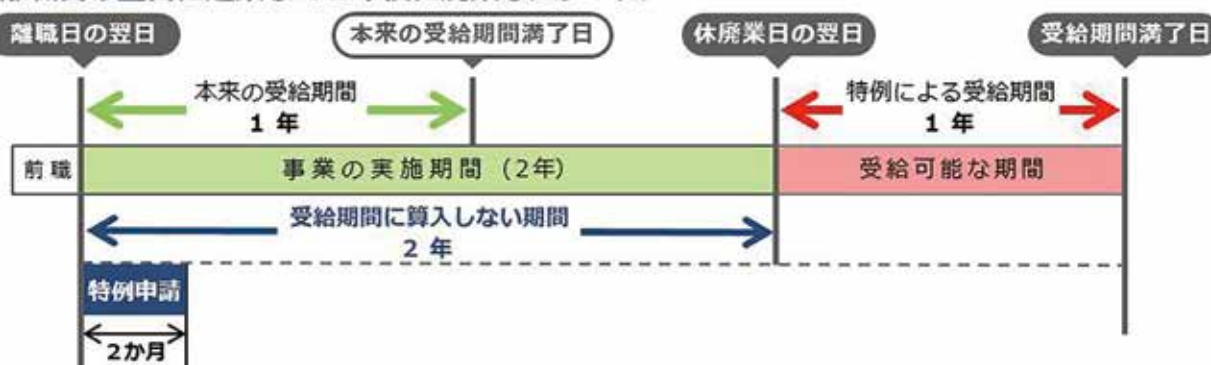 離職日の翌日
本来の受給期間満了日
休廃業日の翌日
受給期間満了日
本来の受給期間
1 年
特例による受給期間
1 年
前職
事業の実施期間 (2年)
受給可能な期間
受給期間に算入しない期間
2 年
特例申請
2か月